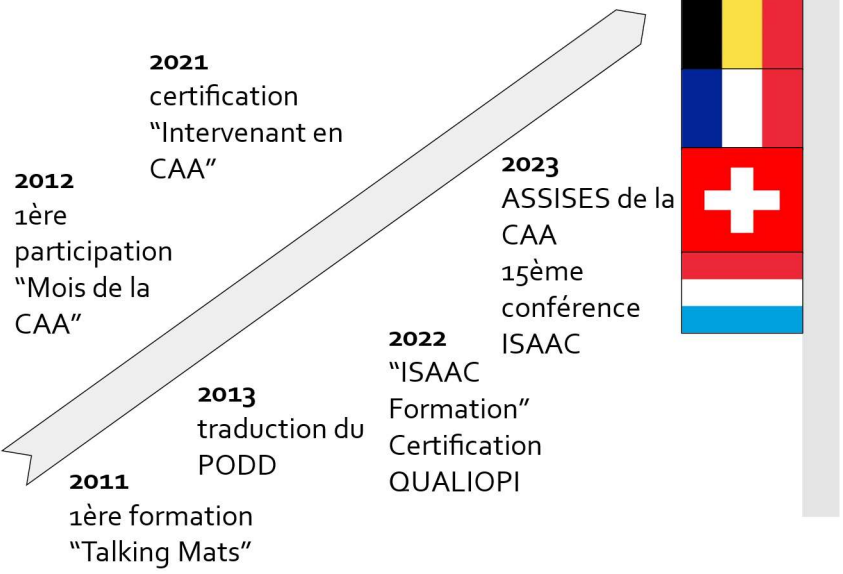 2021
certification
“Intervenant en
CAA”
2012
1ère
participation
“Mois de la
CAA”
2023
ASSISES de la
CAA
15ème
conférence
ISAAC
2022
“ISAAC
Formation”
Certification
QUALIOPI
2013
traduction du
PODD
2011
1ère formation
“Talking Mats”